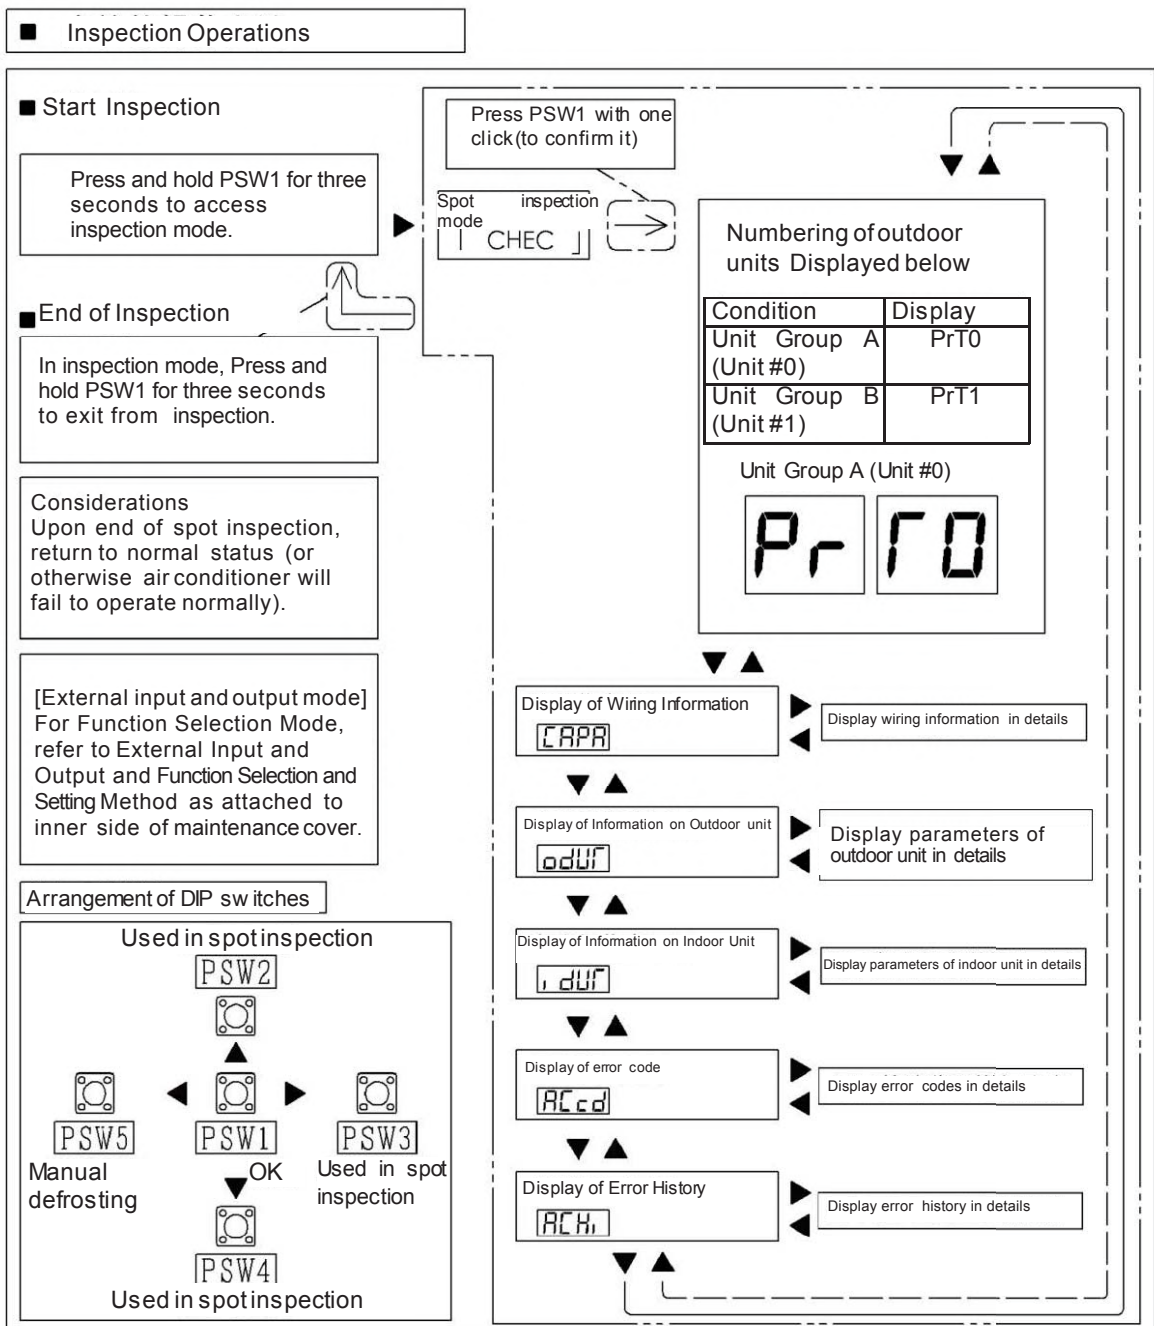 Inspection Operations
Start Inspection
Press and hold PSW1 for three
seconds to access
inspection mode.
End of Inspection
In inspection mode, Press and
hold PSW1 for three seconds
to exit from inspection.
Considerations
Upon end of spot inspection,
return to normal status (or
otherwise air conditioner will
fail to operate normally).
[External input and output mode]
For Function Selection Mode,
refer to External Input and
Output and Function Selection and
Setting Method as attached to
inner side of maintenance cover.
Arrangement of DIP switches
Used in spot inspection
PSW2
PSW5
PSW1
PSW3
Manual
defrosting
OK
Used in spot
inspection
PSW4
Used in spot inspection
Press PSW1 with one
click(to confirm it)
Spot inspection
mode
CHEC
Numbering of outdoor
units Displayed below
Condition Display
Unit Group A PrT0
(Unit #0)
Unit Group B PrT1
(Unit #1)
Unit Group A (Unit #0)
Pr T0
Display of Wiring Information
CAPA
Display wiring information in details
Display of Information on Outdoor unit
odUT
Display parameters of
outdoor unit in details
Display of Information on Indoor Unit
idUT
Display parameters of indoor unit in details
Display of error code
ACcd
Display error codes in details
Display of Error History
ACHi
Display error history in details